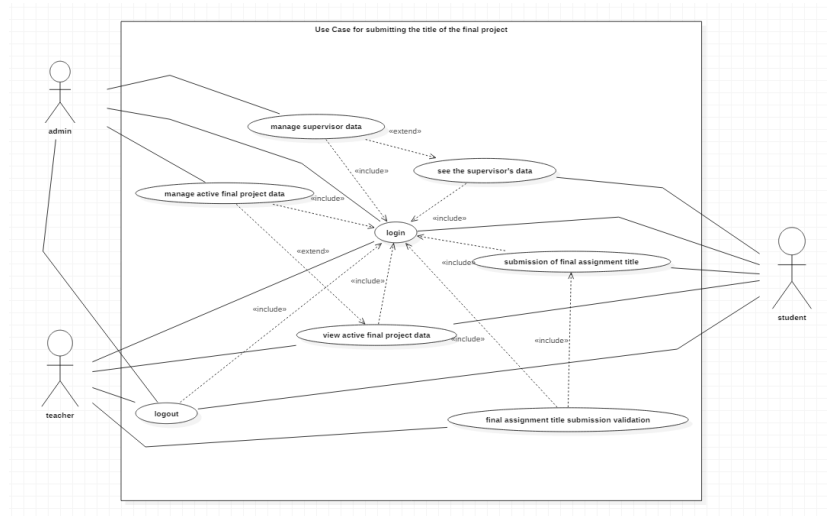 Use Case for submitting the title of the final project
admin
manage supervisor data
«extend»
«include»
see the supervisor's data
manage active final project data
«include»
«include»
login
«extend»
«include»
submission of final assignment title
«include»
«include»
student
view active final project data
«include»
«include»
teacher
logout
final assignment title submission validation